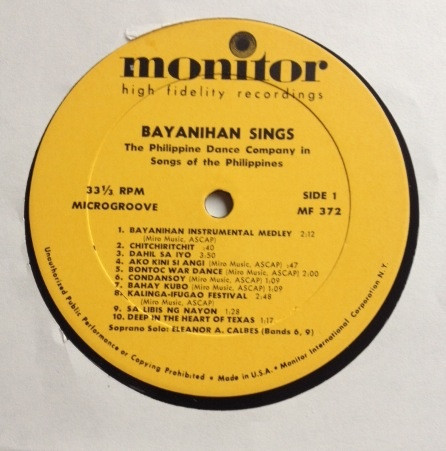 monitor
high fidelity recordings
BAYANIHAN SINGS
The Philippine Dance Company in
Songs of the Philippines
33⅓ RPM
MICROGROOVE
SIDE 1
MF 372
1. BAYANIHAN INSTRUMENTAL MEDLEY 2:12
(Miro Music, ASCAP)
2. CHITCHIRITCHIT :40
3. DAHIL SA IYO 3:50
4. AKO KINI SI ANGI (Miro Music, ASCAP) :47
5. BONTOC WAR DANCE (Miro Music, ASCAP) 2:00
6. CONDANSOY (Miro Music, ASCAP) 1:09
7. BAHAY KUBO (Miro Music, ASCAP) 1:09
8. KALINGA-IFUGAO FESTIVAL 2:48
(Miro Music, ASCAP)
9. SA LIBIS NG NAYON 1:28
10. DEEP IN THE HEART OF TEXAS 1:17
Soprano Solo: ELEANOR A. CALBES (Bands 6, 9)
Unauthorized Public Performance or Copying Prohibited • Made in U.S.A. • Monitor International Corporation N.Y.